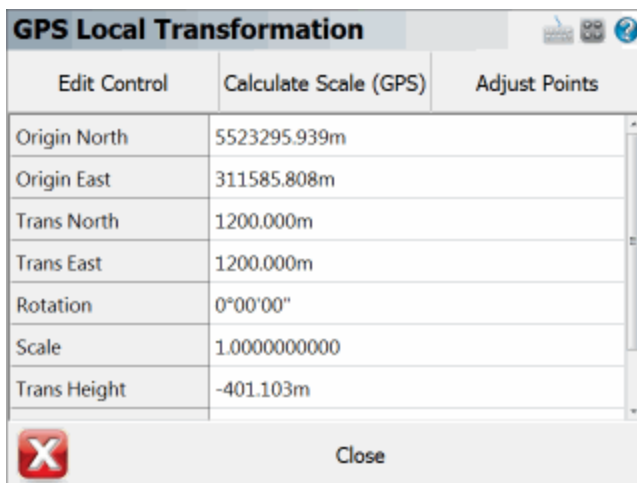 GPS Local Transformation
Edit Control Calculate Scale (GPS) Adjust Points
Origin North 5523295.939m
Origin East 311585.808m
Trans North 1200.000m
Trans East 1200.000m
Rotation 0°00'00"
Scale 1.0000000000
Trans Height -401.103m
Close